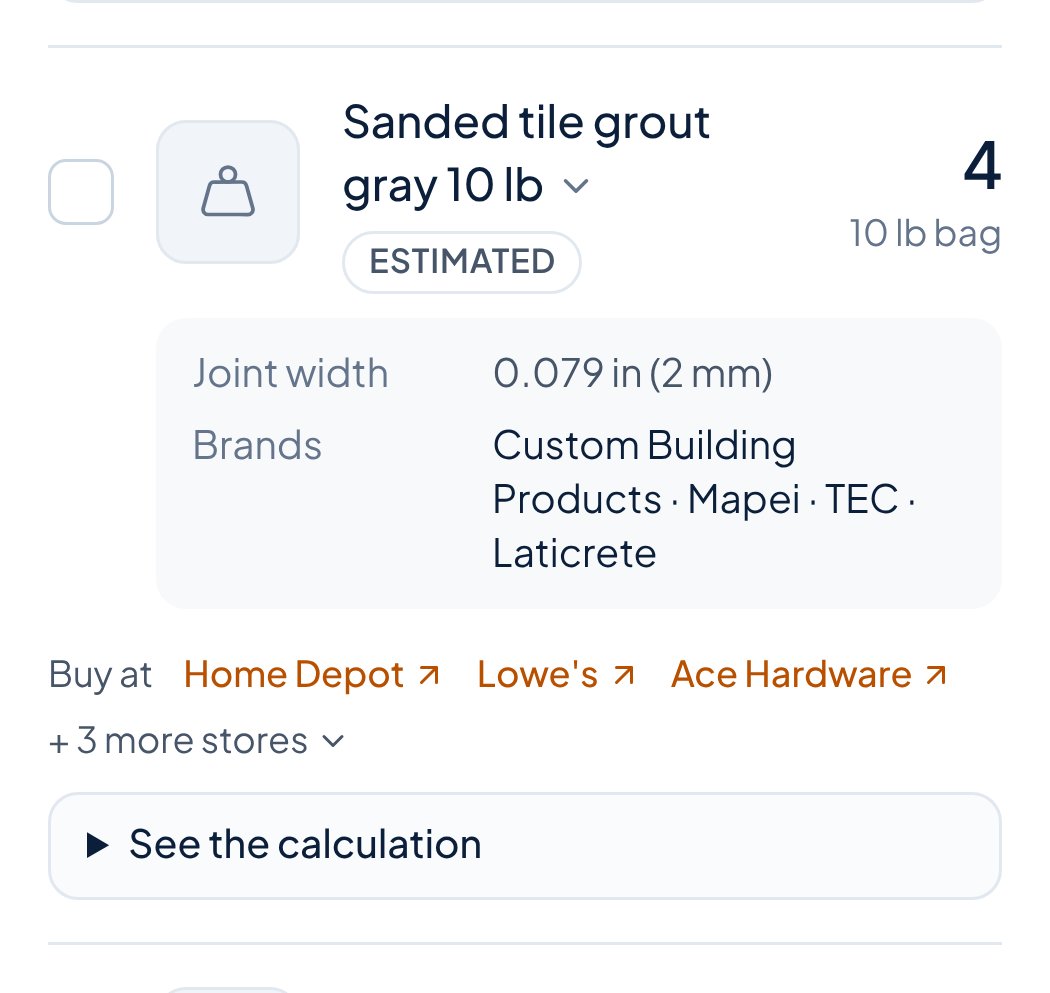 Sanded tile grout
gray 10 lb
4
10 lb bag
ESTIMATED
Joint width 0.079 in (2 mm)
Brands Custom Building
Products · Mapei · TEC ·
Laticrete
Buy at Home Depot Lowe's Ace Hardware
+ 3 more stores
See the calculation